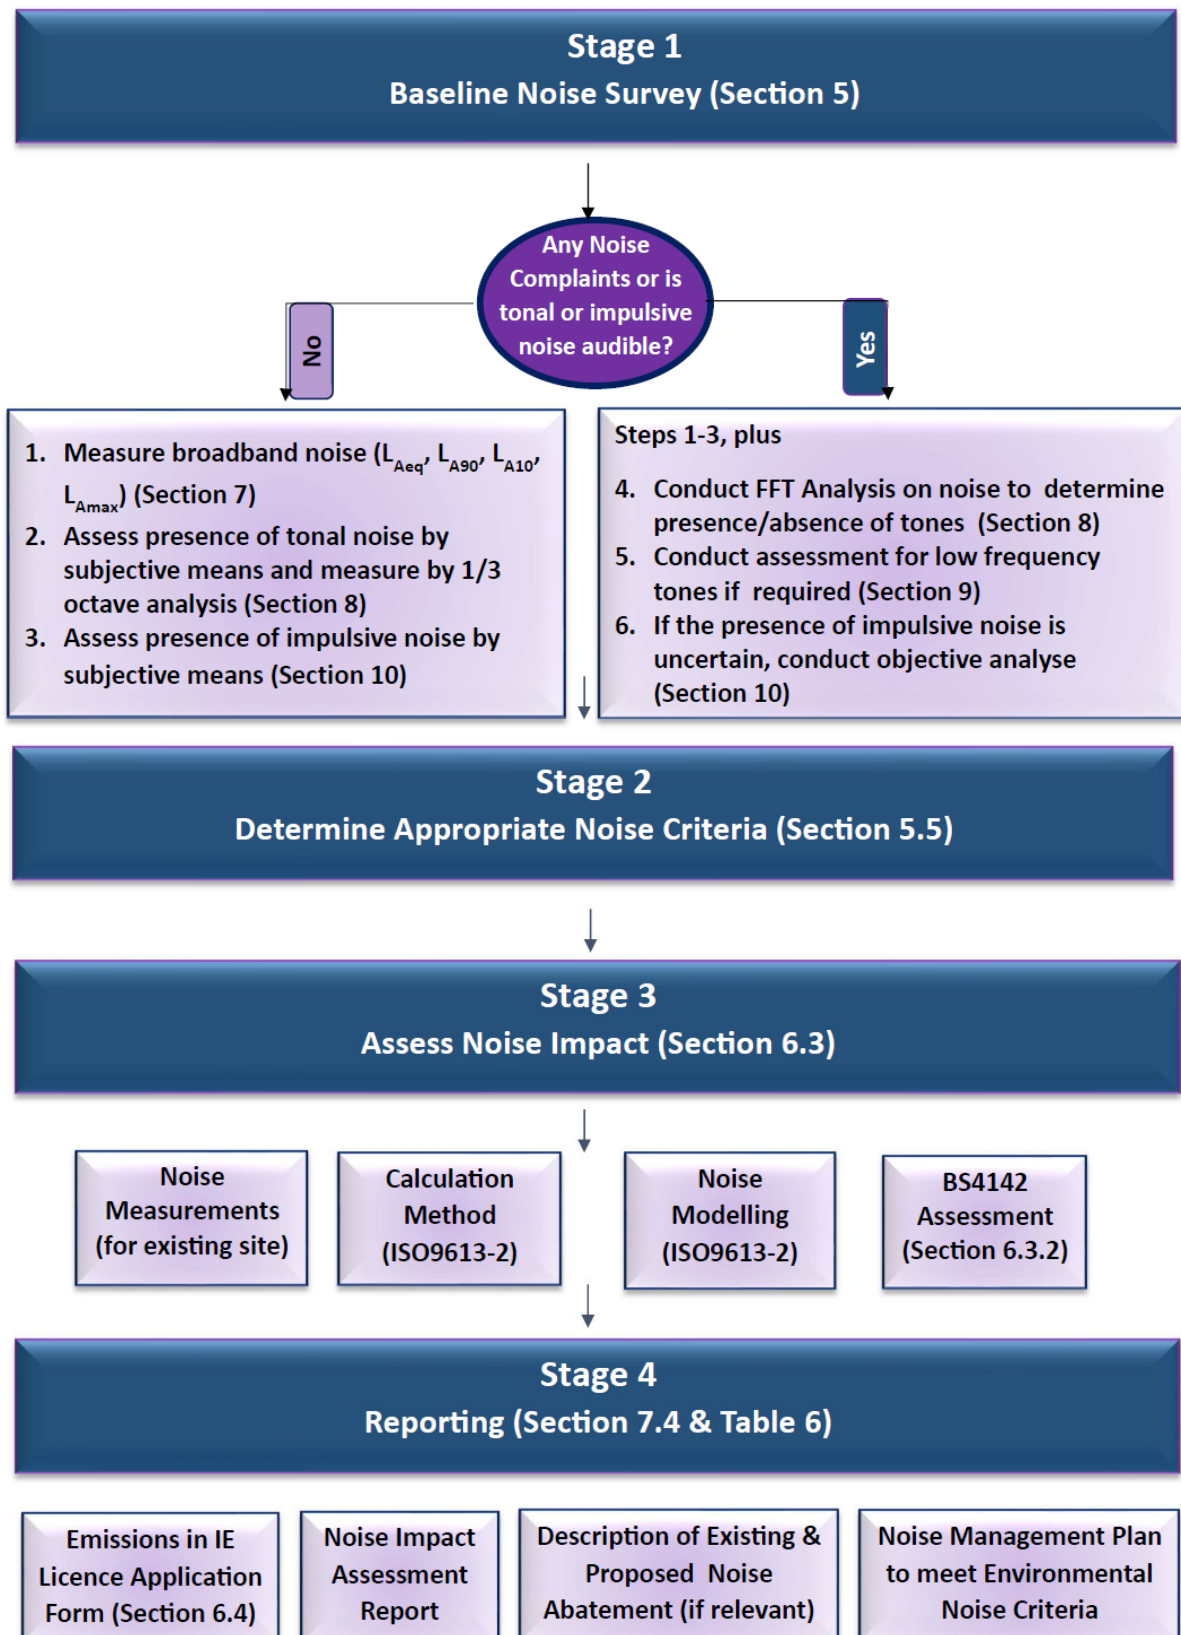 Stage 1
Baseline Noise Survey (Section 5)
Any Noise
Complaints or is
tonal or impulsive
noise audible?
No
Yes
1. Measure broadband noise (LAeq, LA90, LA10,
LAmax) (Section 7)
2. Assess presence of tonal noise by
subjective means and measure by 1/3
octave analysis (Section 8)
3. Assess presence of impulsive noise by
subjective means (Section 10)
Steps 1-3, plus
4. Conduct FFT Analysis on noise to determine
presence/absence of tones (Section 8)
5. Conduct assessment for low frequency
tones if required (Section 9)
6. If the presence of impulsive noise is
uncertain, conduct objective analyse
(Section 10)
Stage 2
Determine Appropriate Noise Criteria (Section 5.5)
Stage 3
Assess Noise Impact (Section 6.3)
Noise
Measurements
(for existing site)
Calculation
Method
(ISO9613-2)
Noise
Modelling
(ISO9613-2)
BS4142
Assessment
(Section 6.3.2)
Stage 4
Reporting (Section 7.4 & Table 6)
Emissions in IE
Licence Application
Form (Section 6.4)
Noise Impact
Assessment
Report
Description of Existing &
Proposed Noise
Abatement (if relevant)
Noise Management Plan
to meet Environmental
Noise Criteria